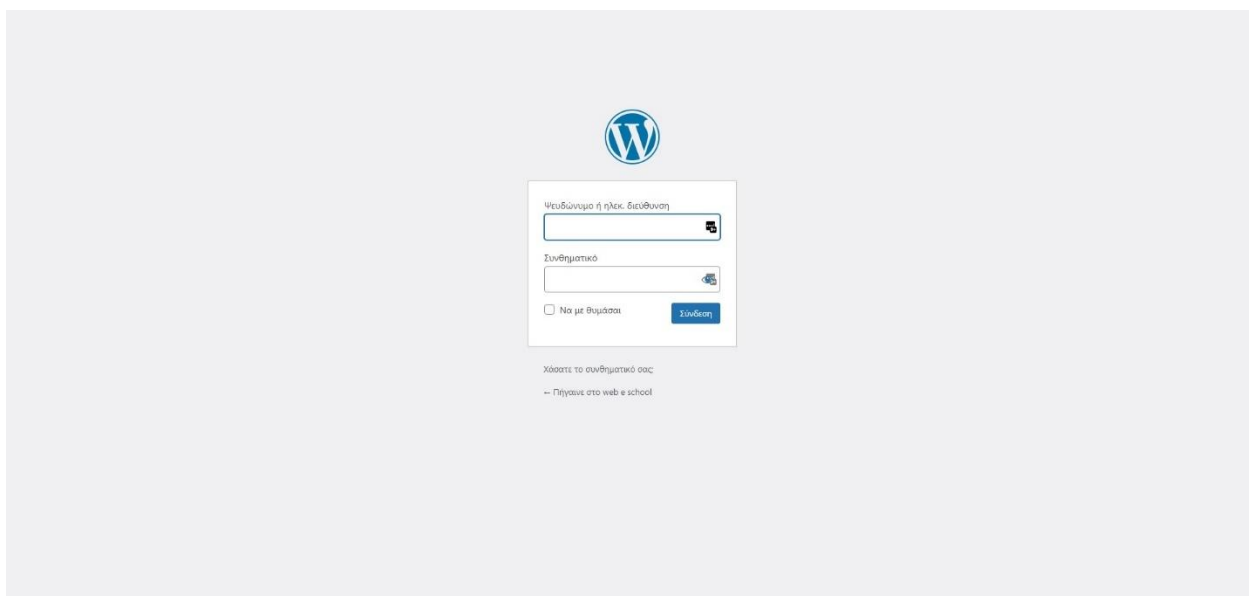 Ψευδώνυμο ή ηλεκ. διεύθυνση
Συνθηματικό
Να με θυμάσαι
Σύνδεση
Χάσατε το συνθηματικό σας;
← Πήγαινε στο web e school